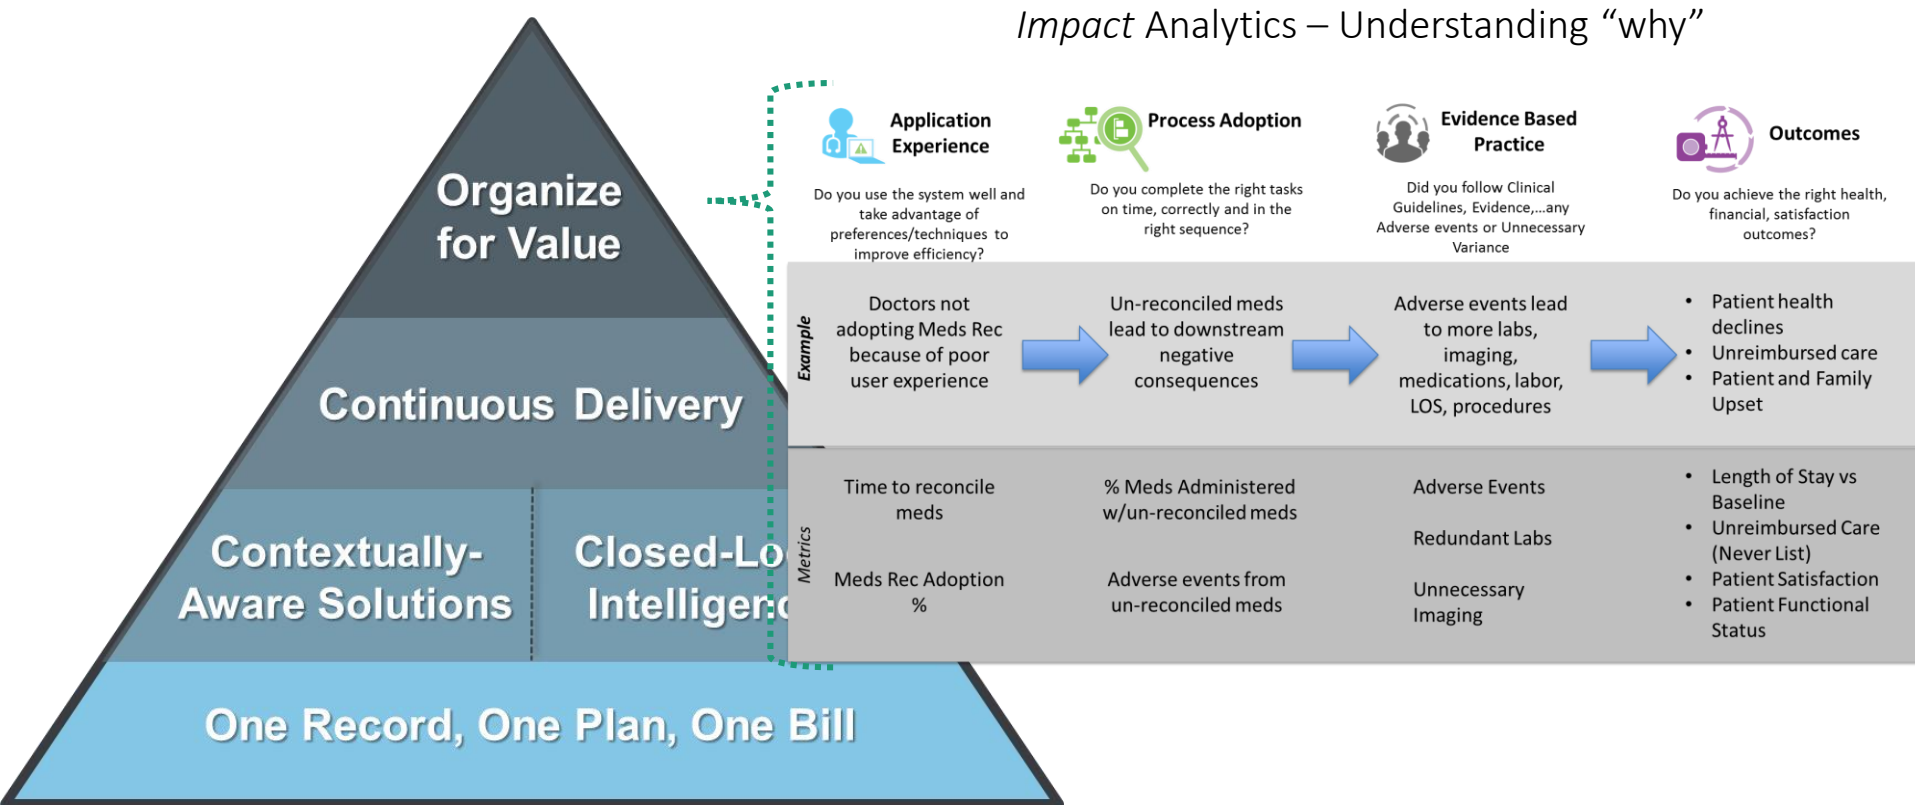 Impact Analytics – Understanding “why”
Organize
for Value
Continuous Delivery
Contextually-
Aware Solutions
Closed-Lo
Intelligenc
One Record, One Plan, One Bill
Application
Experience
Do you use the system well and
take advantage of
preferences/techniques to
improve efficiency?
Process Adoption
Do you complete the right tasks
on time, correctly and in the
right sequence?
Evidence Based
Practice
Did you follow Clinical
Guidelines, Evidence,...any
Adverse events or Unnecessary
Variance
Outcomes
Do you achieve the right health,
financial, satisfaction
outcomes?
Example
Doctors not
adopting Meds Rec
because of poor
user experience
Un-reconciled meds
lead to downstream
negative
consequences
Adverse events lead
to more labs,
imaging,
medications, labor,
LOS, procedures
• Patient health
declines
• Unreimbursed care
• Patient and Family
Upset
Metrics
Time to reconcile
meds
Meds Rec Adoption
%
% Meds Administered
w/un-reconciled meds
Adverse events from
un-reconciled meds
Adverse Events
Redundant Labs
Unnecessary
Imaging
• Length of Stay vs
Baseline
• Unreimbursed Care
(Never List)
• Patient Satisfaction
• Patient Functional
Status